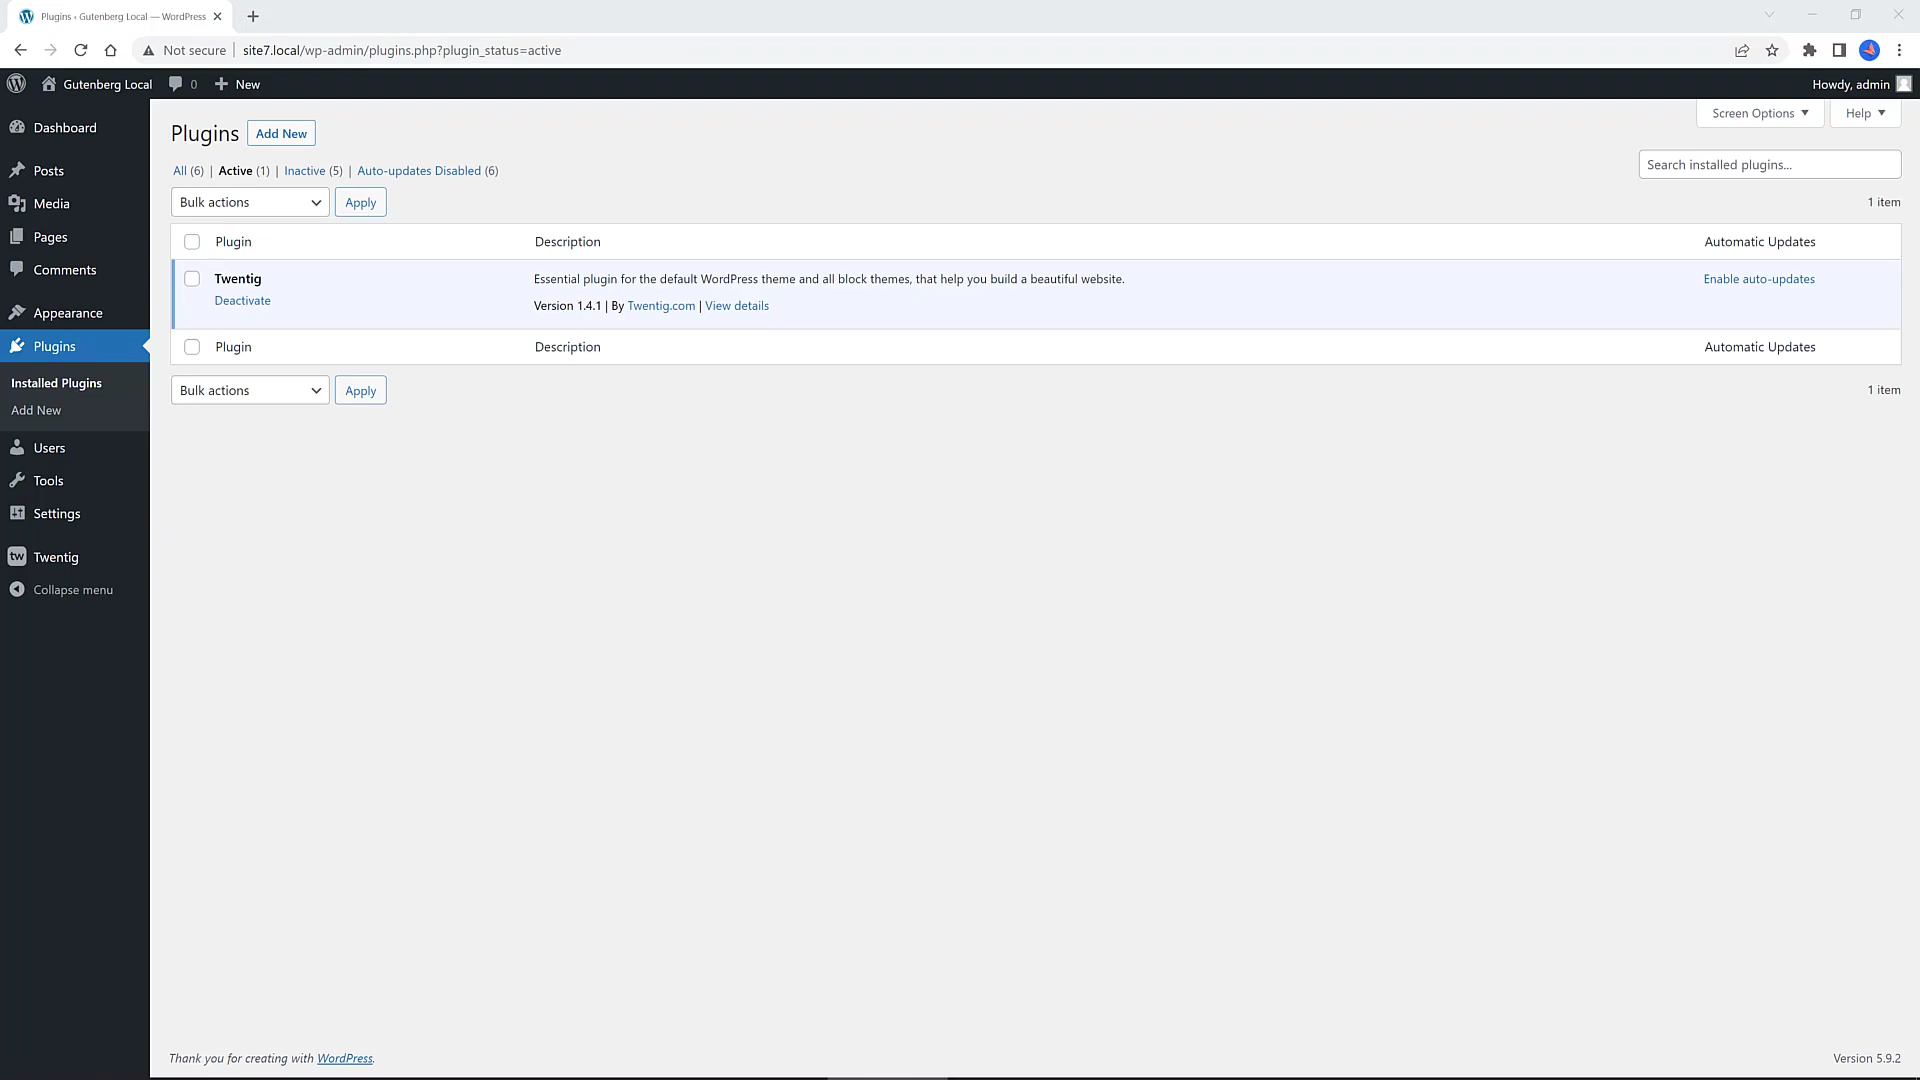 Plugins ‹ Gutenberg Local — WordPress
Not secure
site7.local/wp-admin/plugins.php?plugin_status=active
Gutenberg Local
0
New
Howdy, admin
Dashboard
Posts
Media
Pages
Comments
Appearance
Plugins
Installed Plugins
Add New
Users
Tools
Settings
tw Twentig
Collapse menu
Screen Options ▼
Help ▼
Plugins
Add New
All (6) | Active (1) | Inactive (5) | Auto-updates Disabled (6)
Search installed plugins...
Bulk actions
Apply
1 item
Plugin Description Automatic Updates
Twentig
Deactivate
Essential plugin for the default WordPress theme and all block themes, that help you build a beautiful website.
Version 1.4.1 | By Twentig.com | View details
Enable auto-updates
Plugin Description Automatic Updates
Bulk actions
Apply
1 item
Thank you for creating with WordPress.
Version 5.9.2